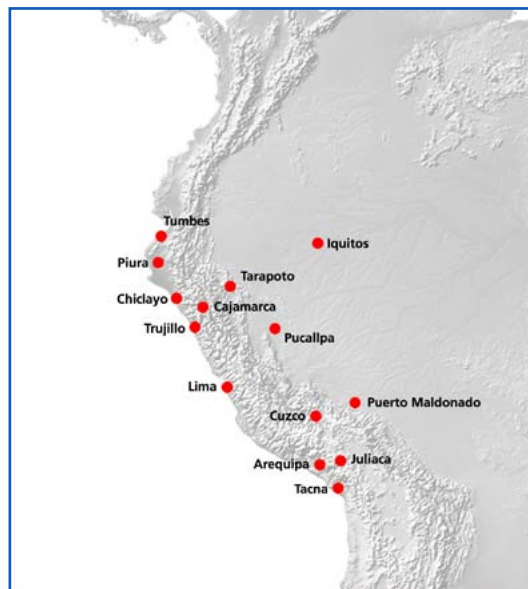 Tumbes
Iquitos
Piura
Tarapoto
Chiclayo
Cajamarca
Trujillo
Pucallpa
Lima
Puerto Maldonado
Cuzco
Arequipa
Juliaca
Tacna